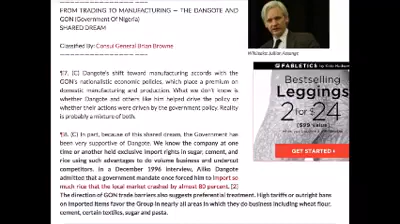 FROM TRADING TO MANUFACTURING — THE DANGOTE AND
GON (Government Of Nigeria)
SHARED DREAM
Classified By: Consul General Brian Browne
Wikileaks Julian Assange
¶7. (C) Dangote's shift toward manufacturing accords with the
GON's nationalistic economic policies, which place a premium on
domestic manufacturing and production. What we don't know is
whether Dangote and others like him helped drive the policy or
whether their actions were driven by the government policy. Reality
is probably a mixture of both.
¶8. (C) In part, because of this shared dream, the Government has
been very supportive of Dangote. We know the company at one
time or another held exclusive import rights in sugar, cement, and
rice using such advantages to do volume business and undercut
competitors. In a December 1996 interview, Aliko Dangote
admitted that a government mandate once forced him to import so
much rice that the local market crashed by almost 80 percent. [2]
The direction of GON trade barriers also suggests preferential treatment. High tariffs or outright bans
on imported items favor the Group in nearly all areas in which they do business including wheat flour,
cement, certain textiles, sugar and pasta.
FABLETICS
by Kate Hudson
Bestselling
Leggings
2 for $24
($99 value)
GET STARTED